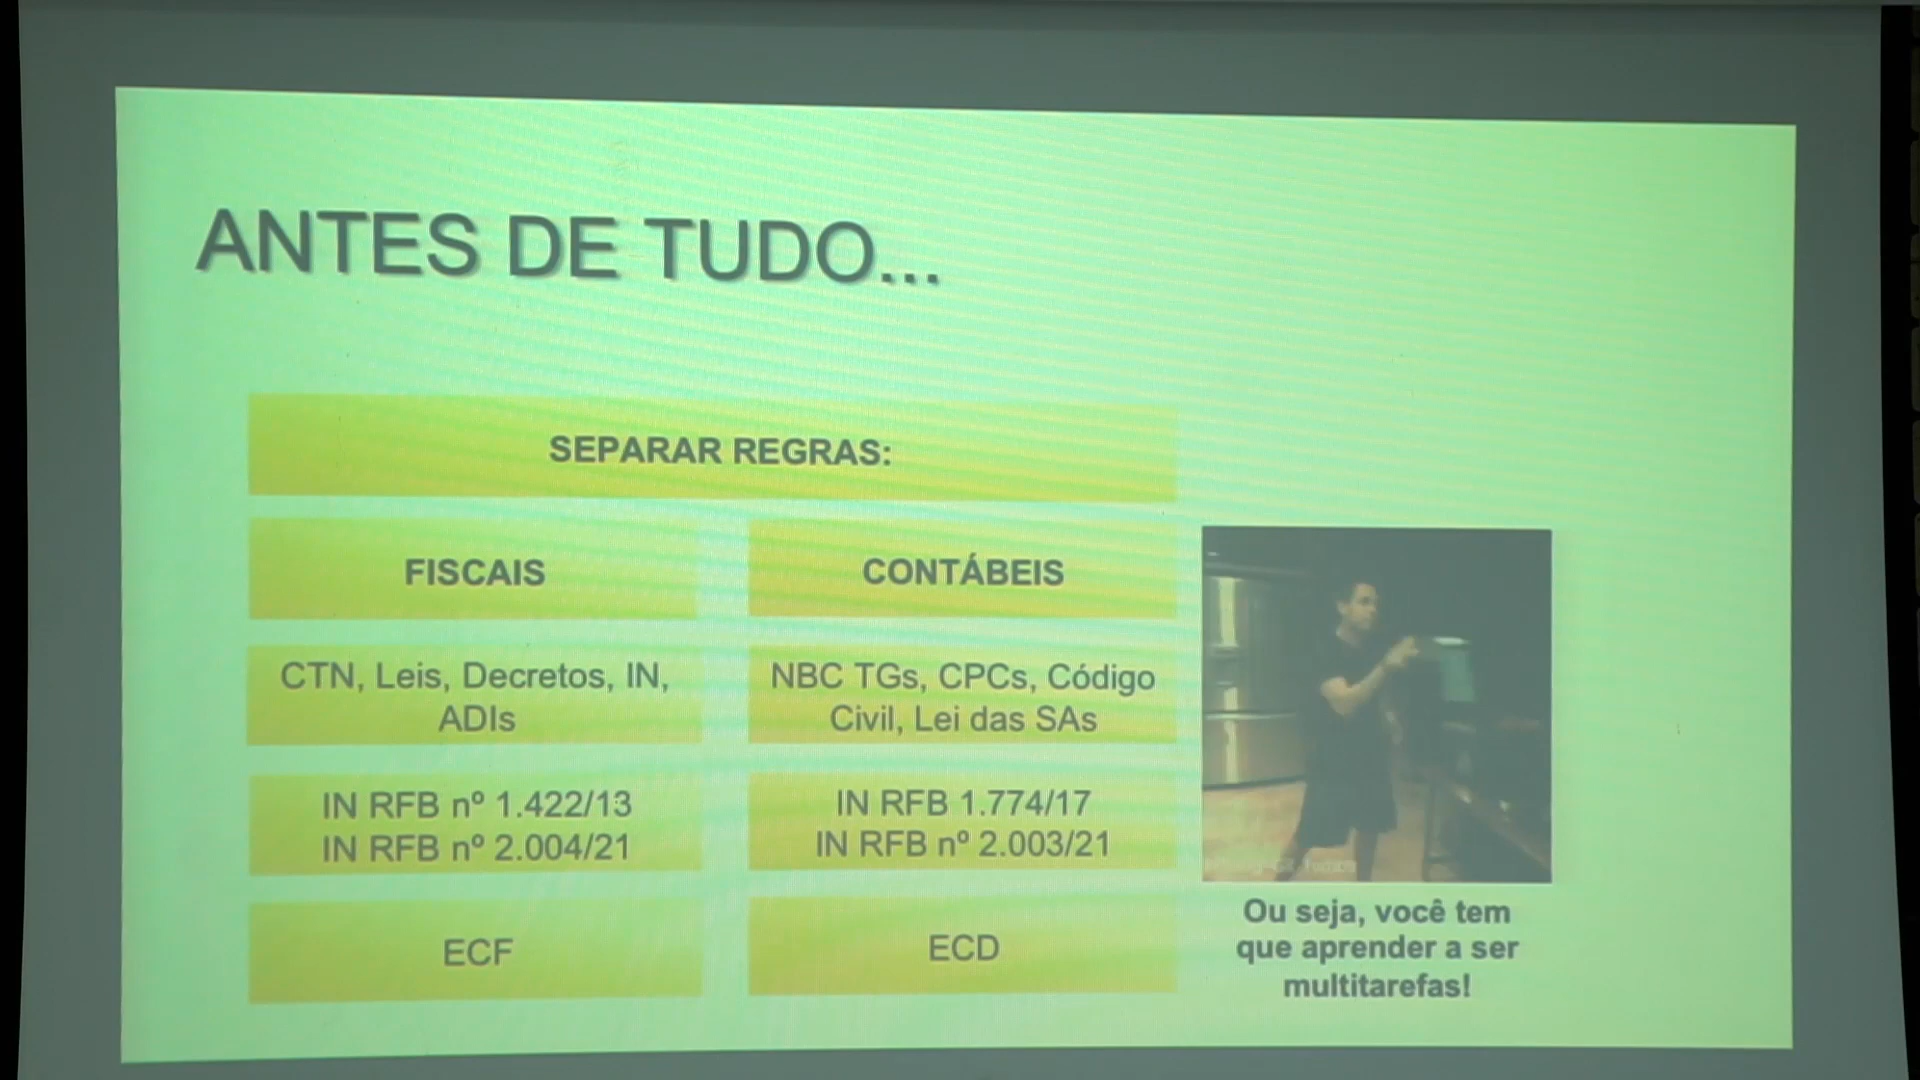 ANTES DE TUDO...
SEPARAR REGRAS:
FISCAIS
CONTÁBEIS
CTN, Leis, Decretos, IN,
ADIs
NBC TGs, CPCs, Código
Civil, Lei das SAs
IN RFB nº 1.422/13
IN RFB nº 2.004/21
IN RFB 1.774/17
IN RFB nº 2.003/21
ECF
ECD
Ou seja, você tem
que aprender a ser
multitarefas!